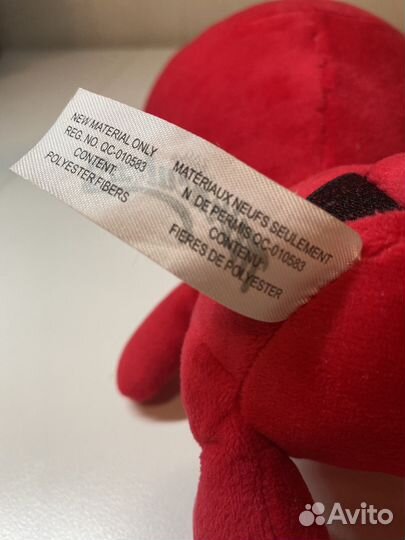 NEW MATERIAL ONLY
REG. NO. QC-010583
CONTENT:
POLYESTER FIBERS
MATÉRIAUX NEUFS SEULEMENT
N. DE PERMIS QC-010583
CONTENU:
FIERES DE POLYESTER
Avito